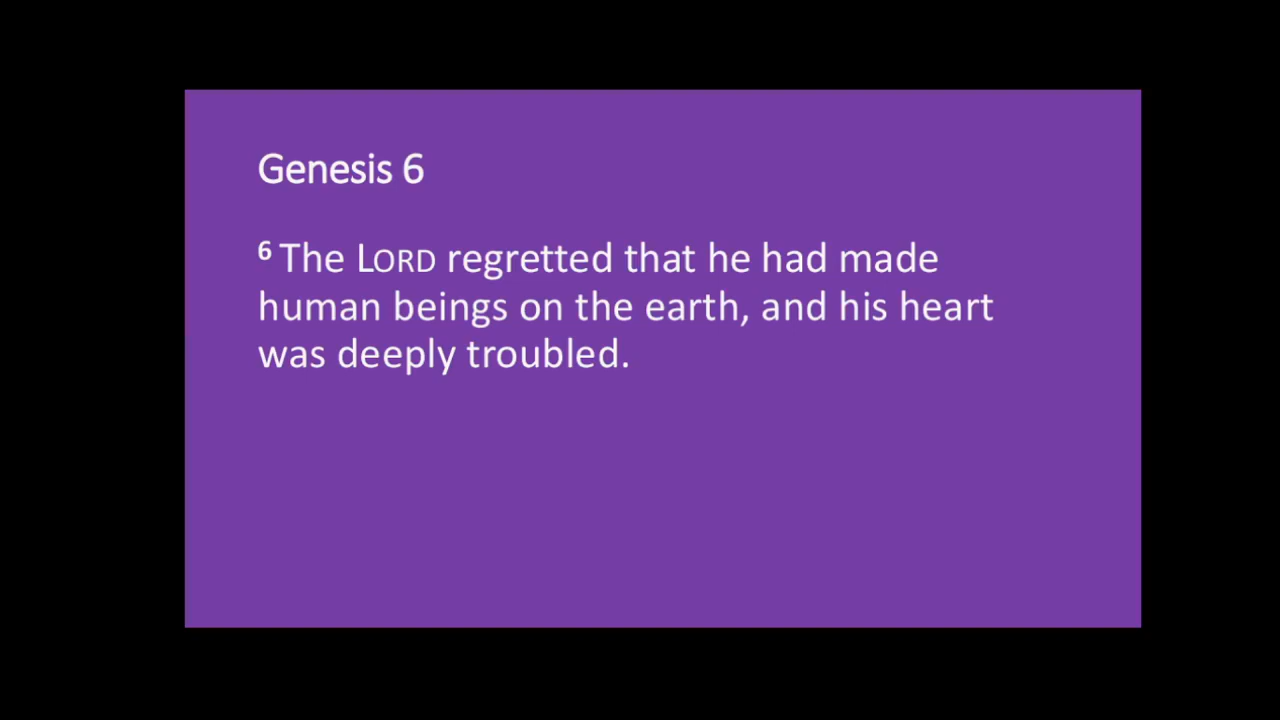 Genesis 6
6 The LORD regretted that he had made
human beings on the earth, and his heart
was deeply troubled.